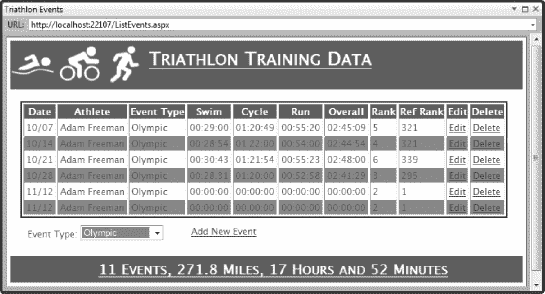 Triathlon Events
URL: http://localhost:22107/ListEvents.aspx
TRIATHLON TRAINING DATA
Date Athlete Event Type Swim Cycle Run Overall Rank Ref Rank Edit Delete
10/07 Adam Freeman Olympic 00:29:00 01:20:49 00:55:20 02:45:09 5 321 Edit Delete
10/14 Adam Freeman Olympic 00:28:54 01:22:00 00:54:00 02:44:54 4 321 Edit Delete
10/21 Adam Freeman Olympic 00:30:43 01:21:54 00:55:23 02:48:00 6 339 Edit Delete
10/28 Adam Freeman Olympic 00:28:31 01:20:00 00:52:58 02:41:29 3 295 Edit Delete
11/12 Adam Freeman Olympic 00:00:00 00:00:00 00:00:00 00:00:00 2 1 Edit Delete
11/12 Adam Freeman Olympic 00:00:00 00:00:00 00:00:00 00:00:00 2 1 Edit Delete
Event Type: Olympic Add New Event
11 EVENTS, 271.8 MILES, 17 HOURS AND 52 MINUTES